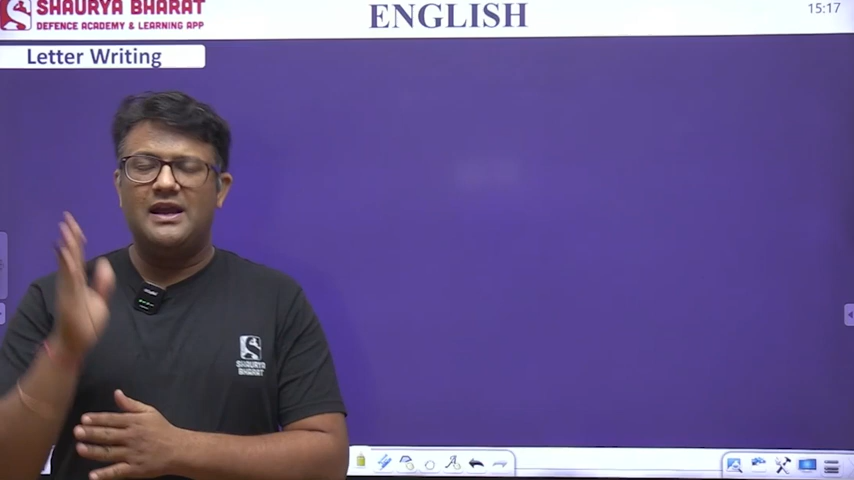 SHAURYA BHARAT
DEFENCE ACADEMY & LEARNING APP
ENGLISH
15:17
Letter Writing
SHAURYA
BHARAT